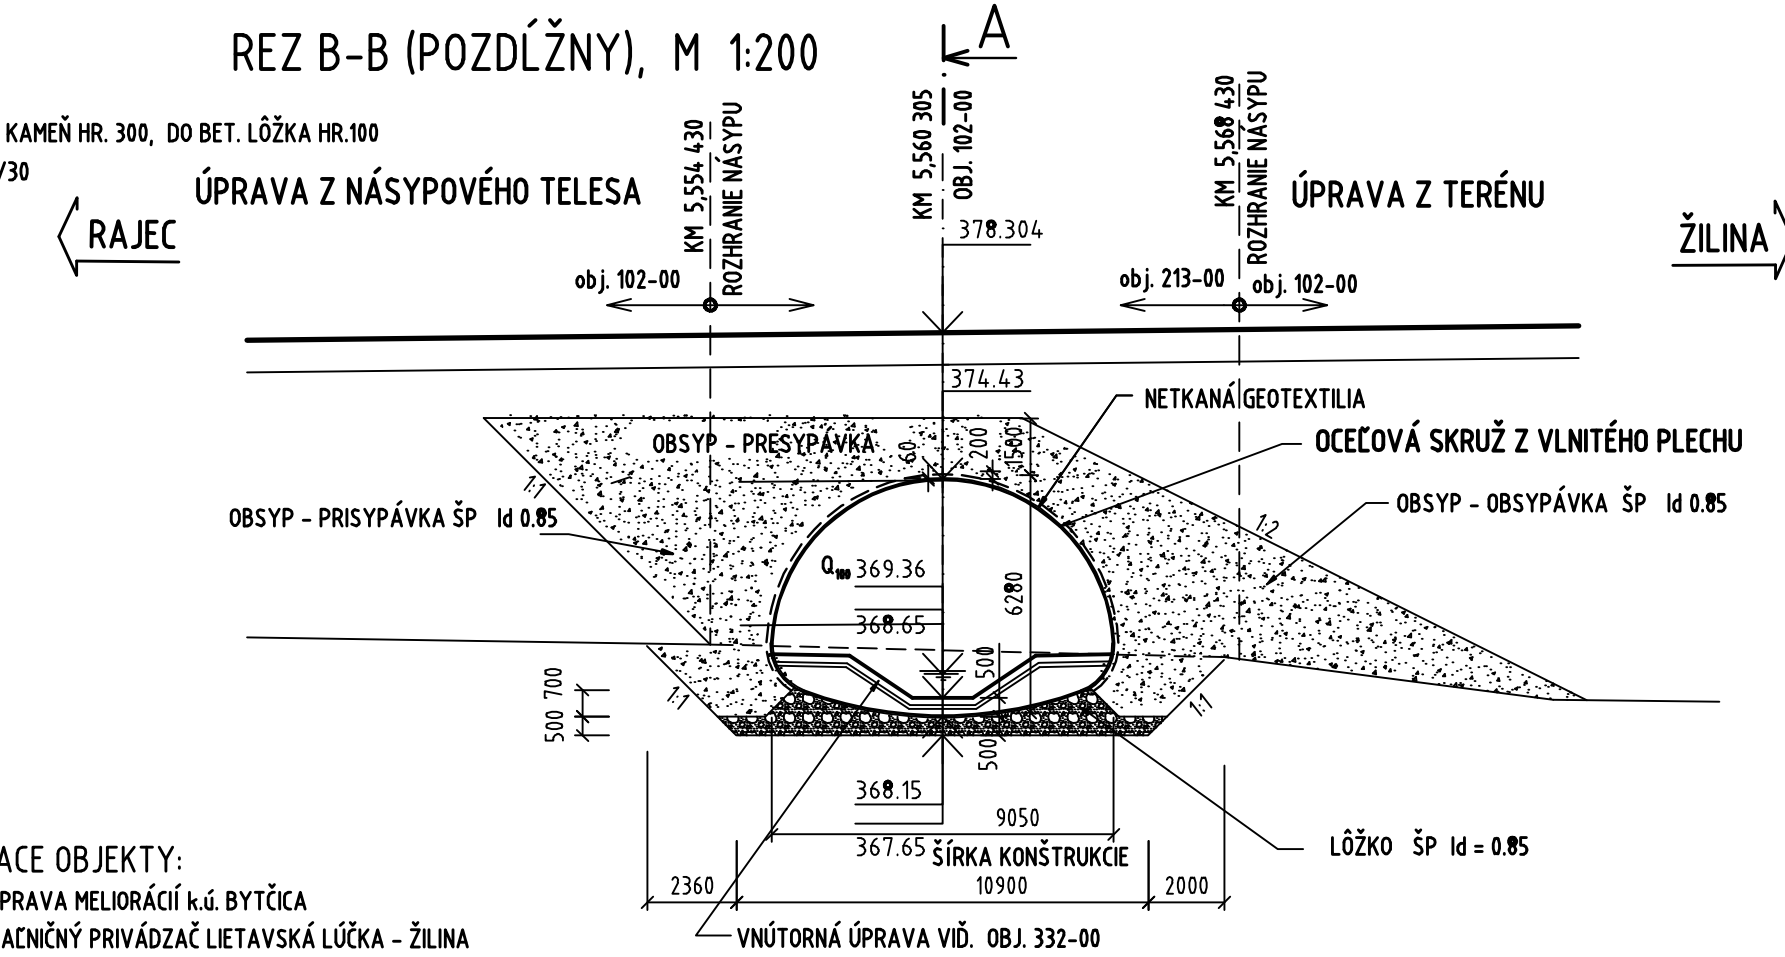 REZ B-B (POZDĹŽNY), M 1:200
A
KAMEŇ HR. 300, DO BET. LÔŽKA HR.100
/30
ÚPRAVA Z NÁSYPOVÉHO TELESA
KM 5,554 430
ROZHRANIE NÁSYPU
KM 5,560 305
OBJ. 102-00
KM 5,568 430
ROZHRANIE NÁSYPU
ÚPRAVA Z TERÉNU
RAJEC
ŽILINA
378.304
obj. 102-00
obj. 213-00
obj. 102-00
374.43
NETKANÁ GEOTEXTILIA
OBSYP - PRESYPÁVKA
60
200
1500
OCEĽOVÁ SKRUŽ Z VLNITÉHO PLECHU
1:1
OBSYP - PRISYPÁVKA ŠP Id 0.85
OBSYP - OBSYPÁVKA ŠP Id 0.85
1:2
Q₁₀₀ 369.36
6280
368.65
500
1:1
1:1
500 700
500
368.15
9050
367.65
ŠÍRKA KONŠTRUKCIE
LÔŽKO ŠP Id = 0.85
2360
10900
2000
ACE OBJEKTY:
PRAVA MELIORÁCIÍ k.ú. BYTČICA
AĽNIČNÝ PRIVÁDZAČ LIETAVSKÁ LÚČKA - ŽILINA
VNÚTORNÁ ÚPRAVA VIĎ. OBJ. 332-00